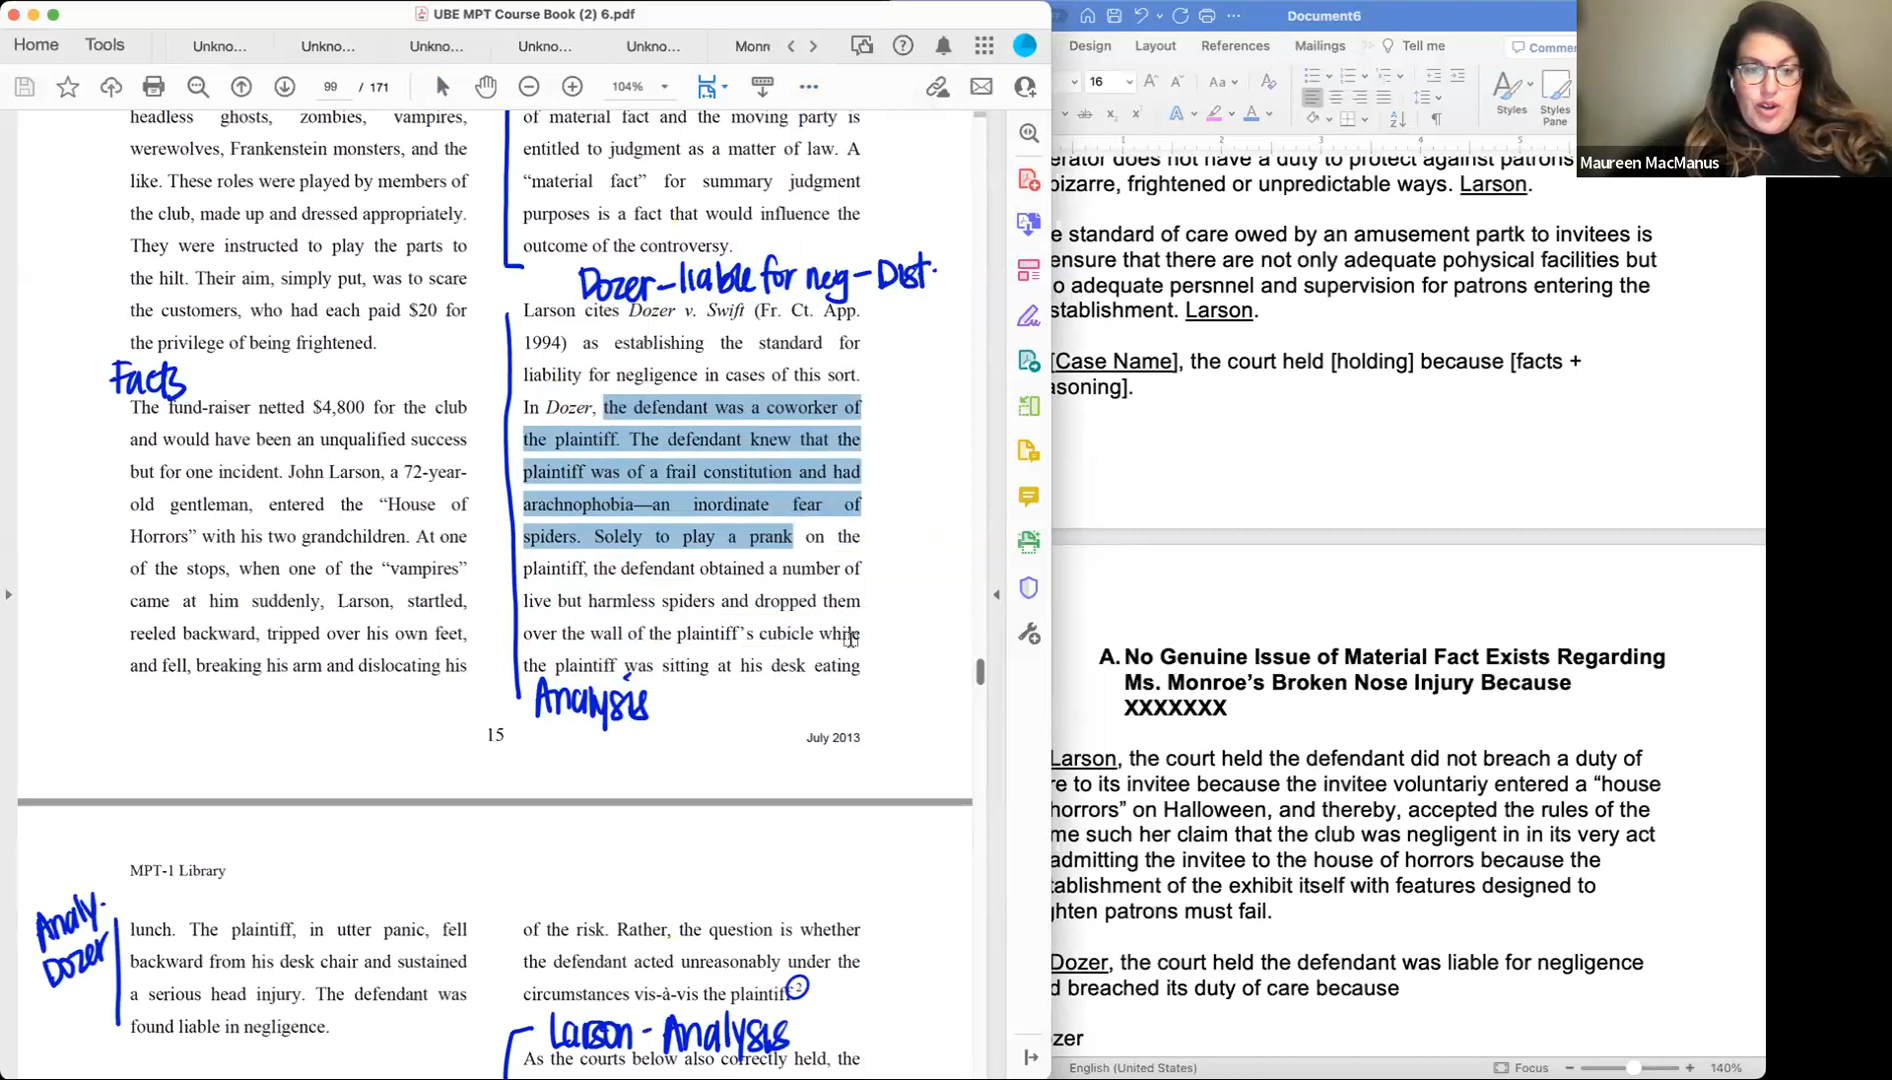 UBE MPT Course Book (2) 6.pdf
Home
Tools
Unkno...
Unkno...
Unkno...
Unkno...
Unkno...
99 / 171
104%
headless ghosts, zombies, vampires,
werewolves, Frankenstein monsters, and the
like. These roles were played by members of
the club, made up and dressed appropriately.
They were instructed to play the parts to
the hilt. Their aim, simply put, was to scare
the customers, who had each paid $20 for
the privilege of being frightened.
Facts
The fund-raiser netted $4,800 for the club
and would have been an unqualified success
but for one incident. John Larson, a 72-year-
old gentleman, entered the “House of
Horrors” with his two grandchildren. At one
of the stops, when one of the “vampires”
came at him suddenly, Larson, startled,
reeled backward, tripped over his own feet,
and fell, breaking his arm and dislocating his
of material fact and the moving party is
entitled to judgment as a matter of law. A
“material fact” for summary judgment
purposes is a fact that would influence the
outcome of the controversy.
Dozer-liable for neg-Dist.
Larson cites Dozer v. Swift (Fr. Ct. App.
1994) as establishing the standard for
liability for negligence in cases of this sort.
In Dozer, the defendant was a coworker of
the plaintiff. The defendant knew that the
plaintiff was of a frail constitution and had
arachnophobia—an inordinate fear of
spiders. Solely to play a prank on the
plaintiff, the defendant obtained a number of
live but harmless spiders and dropped them
over the wall of the plaintiff’s cubicle while
the plaintiff was sitting at his desk eating
Analysis
15
July 2013
MPT-1 Library
Analy.
Dozer
lunch. The plaintiff, in utter panic, fell
backward from his desk chair and sustained
a serious head injury. The defendant was
found liable in negligence.
of the risk. Rather, the question is whether
the defendant acted unreasonably under the
circumstances vis-à-vis the plaintiff 2
Larson - Analysis
As the courts below also correctly held, the
Document6
Design
Layout
References
Mailings
Tell me
Comme
16
Aa
Styles
Styles
Pane
1
2
3
4
5
Maureen MacManus
erator does not have a duty to protect against patrons
bizarre, frightened or unpredictable ways. Larson.
e standard of care owed by an amusement partk to invitees is
ensure that there are not only adequate pohysical facilities but
o adequate persnnel and supervision for patrons entering the
stablishment. Larson.
[Case Name], the court held [holding] because [facts +
asoning].
A. No Genuine Issue of Material Fact Exists Regarding
Ms. Monroe’s Broken Nose Injury Because
XXXXXXX
Larson, the court held the defendant did not breach a duty of
re to its invitee because the invitee voluntariy entered a “house
horrors” on Halloween, and thereby, accepted the rules of the
me such her claim that the club was negligent in in its very act
admitting the invitee to the house of horrors because the
tablishment of the exhibit itself with features designed to
ghten patrons must fail.
Dozer, the court held the defendant was liable for negligence
d breached its duty of care because
zer
English (United States)
Focus
140%